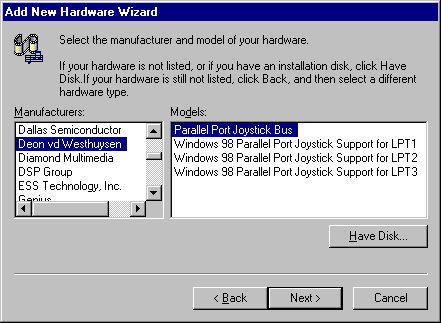 Add New Hardware Wizard
Select the manufacturer and model of your hardware.
If your hardware is not listed, or if you have an installation disk, click Have
Disk.If your hardware is still not listed, click Back, and then select a different
hardware type.
Manufacturers:
Dallas Semiconductor
Deon vd Westhuysen
Diamond Multimedia
DSP Group
ESS Technology, Inc.
Genius
Models:
Parallel Port Joystick Bus
Windows 98 Parallel Port Joystick Support for LPT1
Windows 98 Parallel Port Joystick Support for LPT2
Windows 98 Parallel Port Joystick Support for LPT3
Have Disk...
< Back
Next >
Cancel